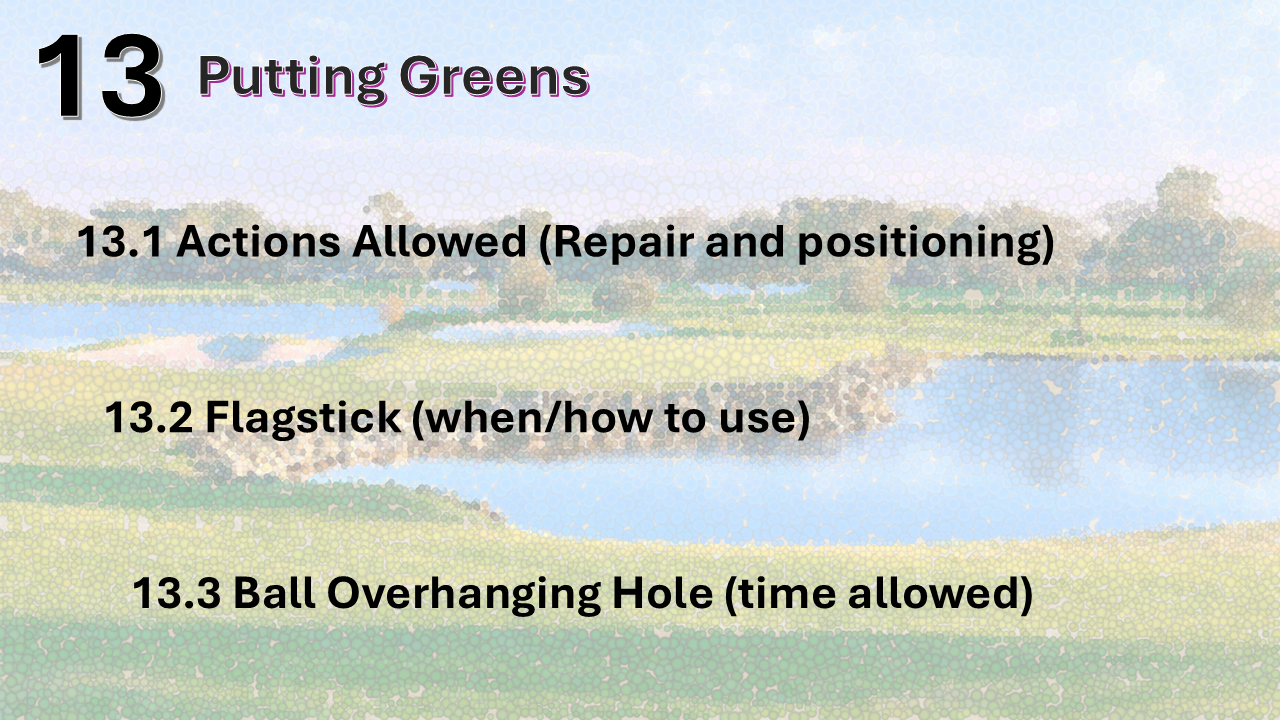 13 Putting Greens
13.1 Actions Allowed (Repair and positioning)
13.2 Flagstick (when/how to use)
13.3 Ball Overhanging Hole (time allowed)